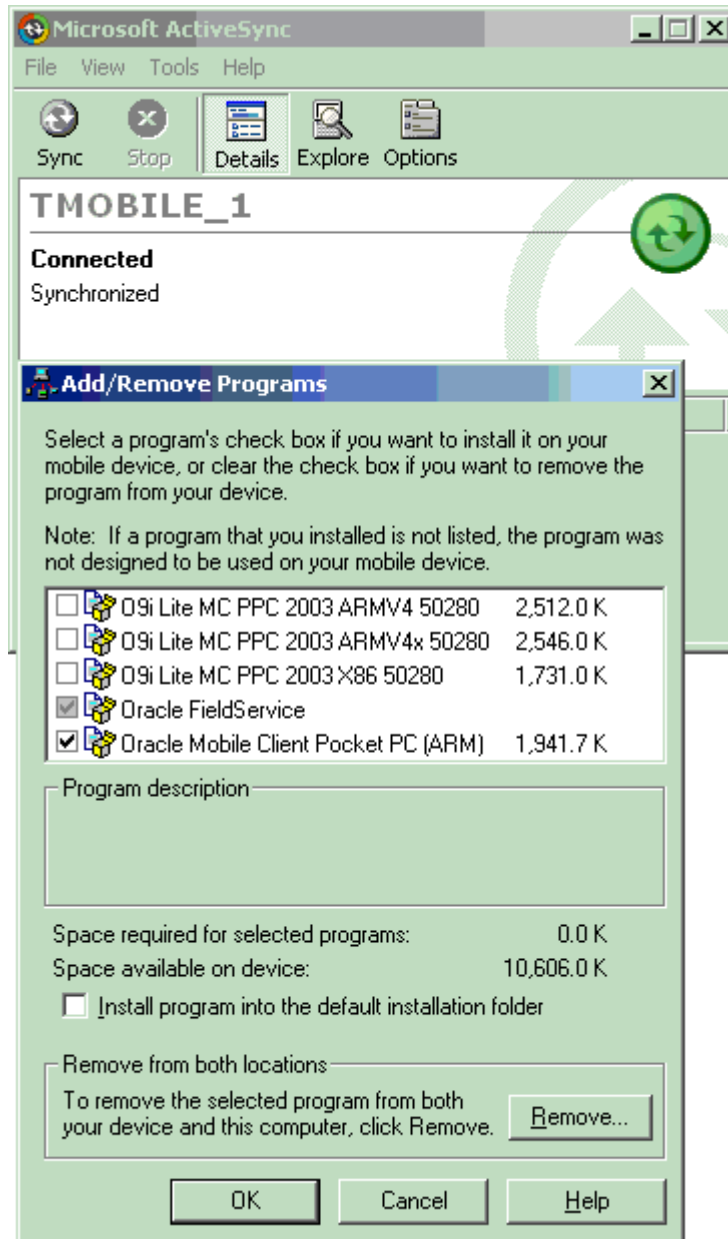 Microsoft ActiveSync
File View Tools Help
Sync Stop Details Explore Options
TMOBILE_1
Connected
Synchronized
Add/Remove Programs
Select a program's check box if you want to install it on your
mobile device, or clear the check box if you want to remove the
program from your device.
Note: If a program that you installed is not listed, the program was
not designed to be used on your mobile device.
O9i Lite MC PPC 2003 ARMV4 50280 2,512.0 K
O9i Lite MC PPC 2003 ARMV4x 50280 2,546.0 K
O9i Lite MC PPC 2003 X86 50280 1,731.0 K
Oracle FieldService
Oracle Mobile Client Pocket PC (ARM) 1,941.7 K
Program description
Space required for selected programs: 0.0 K
Space available on device: 10,606.0 K
Install program into the default installation folder
Remove from both locations
To remove the selected program from both
your device and this computer, click Remove.
Remove...
OK Cancel Help